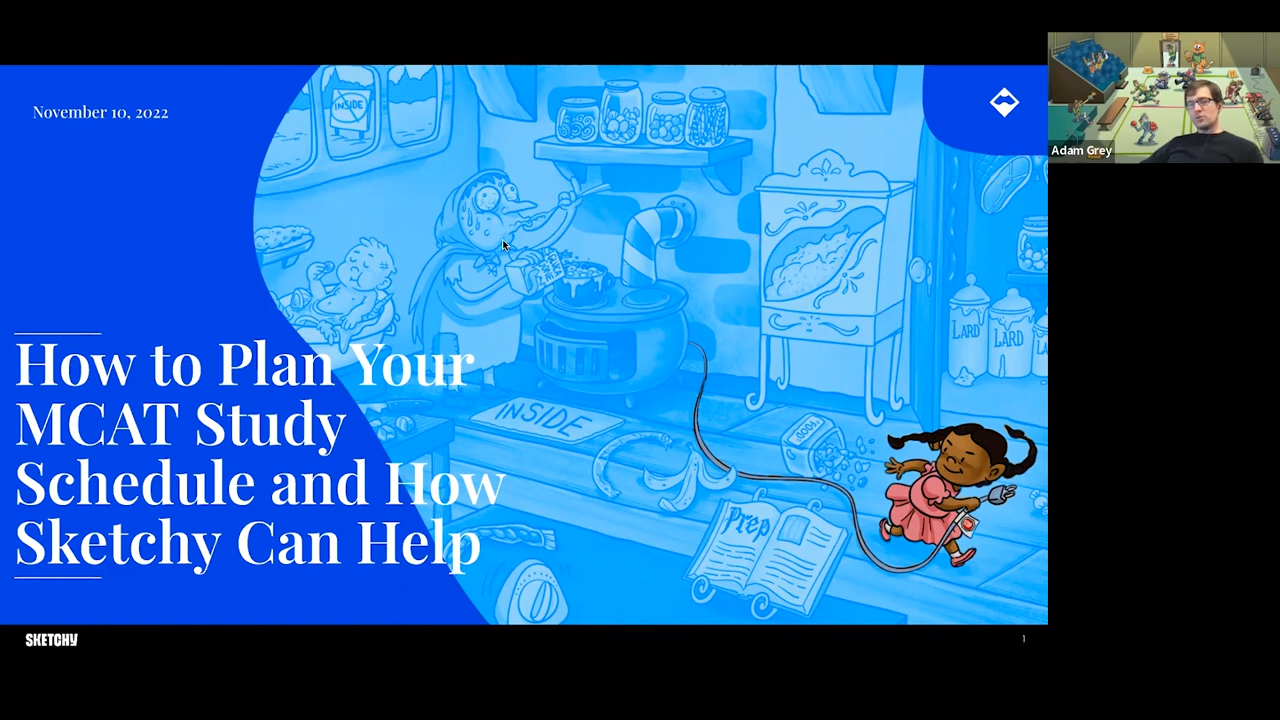 November 10, 2022
INSIDE
Adam Grey
LARD
LARD
LA
How to Plan Your
MCAT Study
Schedule and How
Sketchy Can Help
INSIDE
Prep
SKETCHY
1